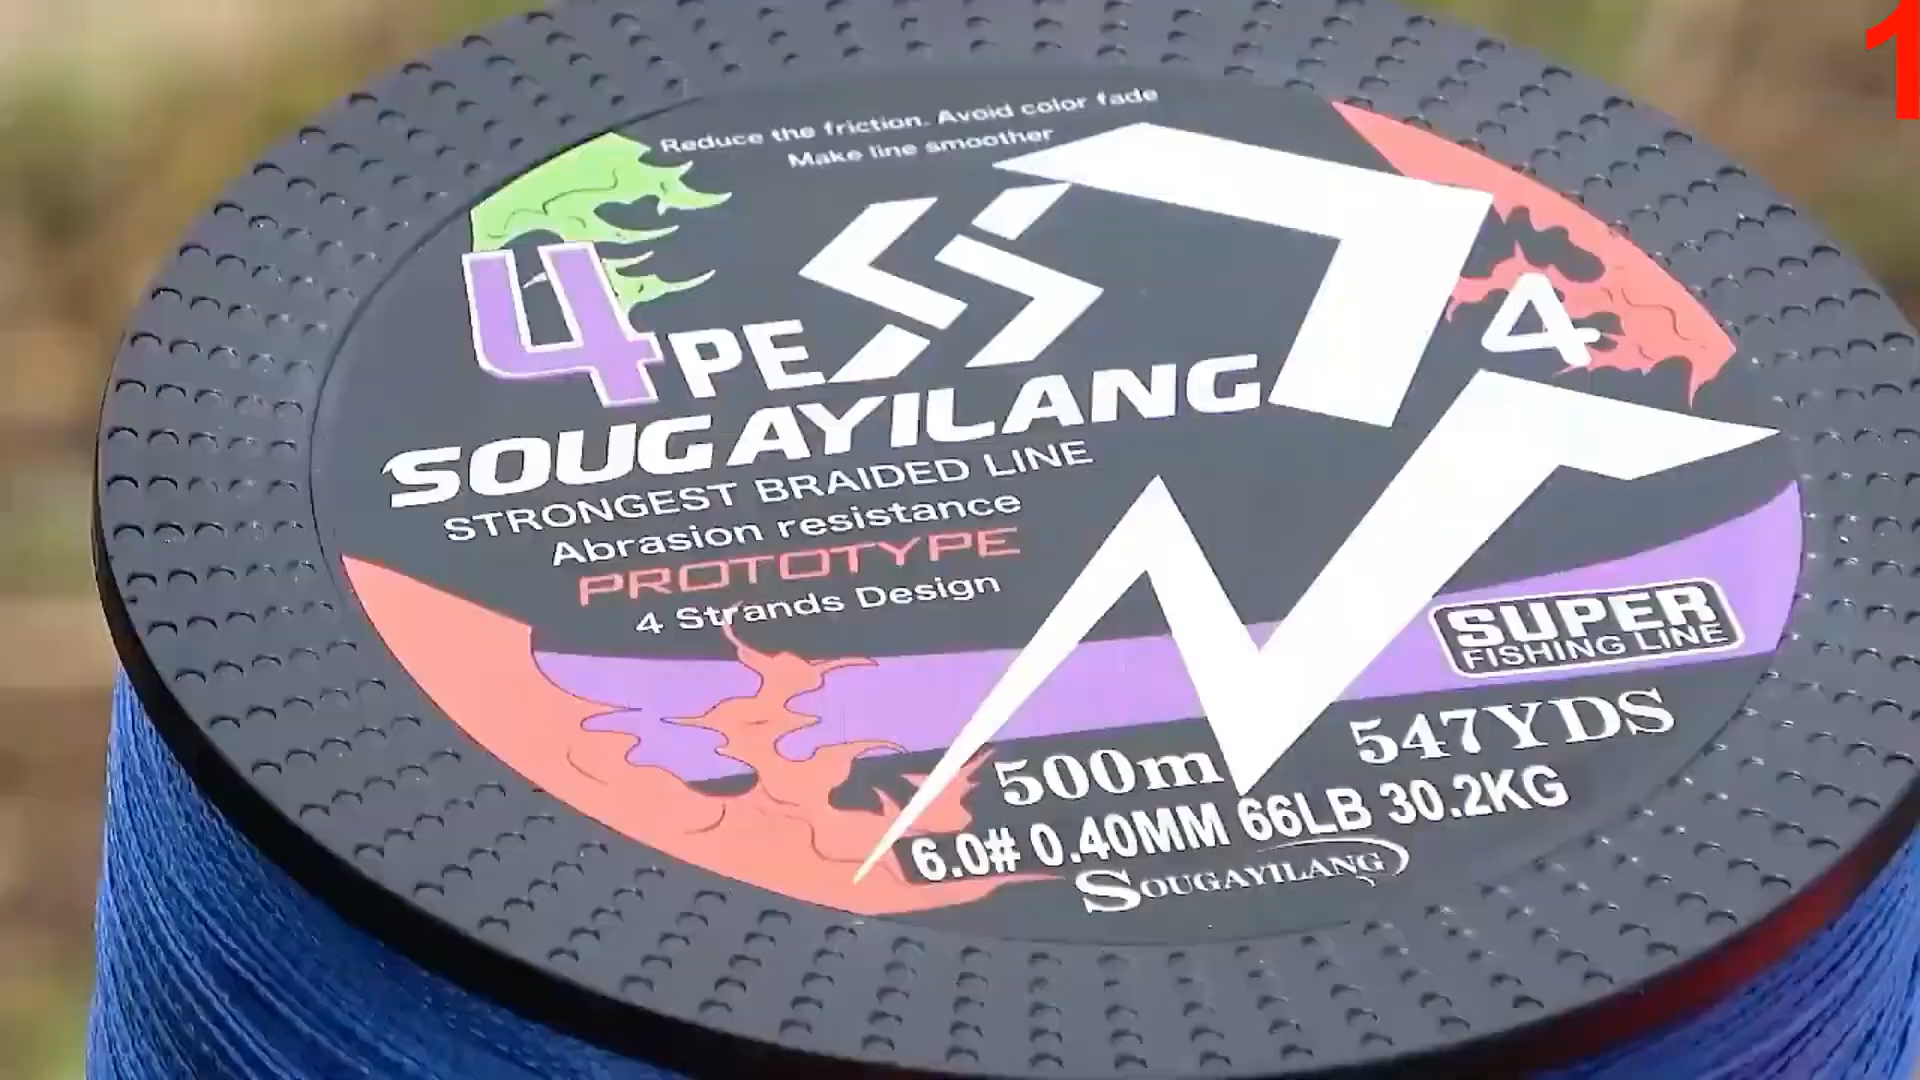 1
Reduce the friction. Avoid color fade
Make line smoother
4PE
4
SOUGAYILANG
STRONGEST BRAIDED LINE
Abrasion resistance
PROTOTYPE
4 Strands Design
SUPER
FISHING LINE
500m 547YDS
6.0# 0.40MM 66LB 30.2KG
SOUGAYILANG